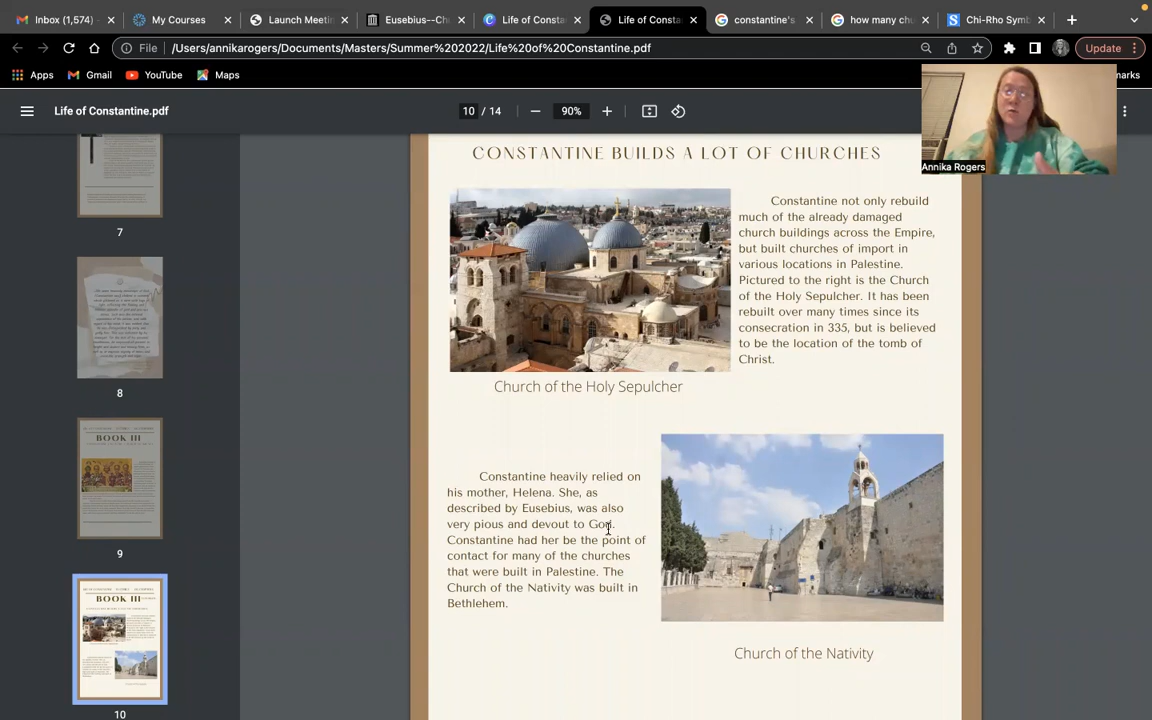 Inbox (1,574)
My Courses
Launch Meeti
Eusebius--Ch
Life of Consta
Life of Consta
constantine's
how many chu
Chi-Rho Symb
File
/Users/annikarogers/Documents/Masters/Summer%202022/Life%20of%20Constantine.pdf
Update
Apps
Gmail
YouTube
Maps
marks
Life of Constantine.pdf
10 / 14
90%
Annika Rogers
7
8
BOOK III
9
BOOK III
10
CONSTANTINE BUILDS A LOT OF CHURCHES
Constantine not only rebuild
much of the already damaged
church buildings across the Empire,
but built churches of import in
various locations in Palestine.
Pictured to the right is the Church
of the Holy Sepulcher. It has been
rebuilt over many times since its
consecration in 335, but is believed
to be the location of the tomb of
Christ.
Church of the Holy Sepulcher
Constantine heavily relied on
his mother, Helena. She, as
described by Eusebius, was also
very pious and devout to God.
Constantine had her be the point of
contact for many of the churches
that were built in Palestine. The
Church of the Nativity was built in
Bethlehem.
Church of the Nativity